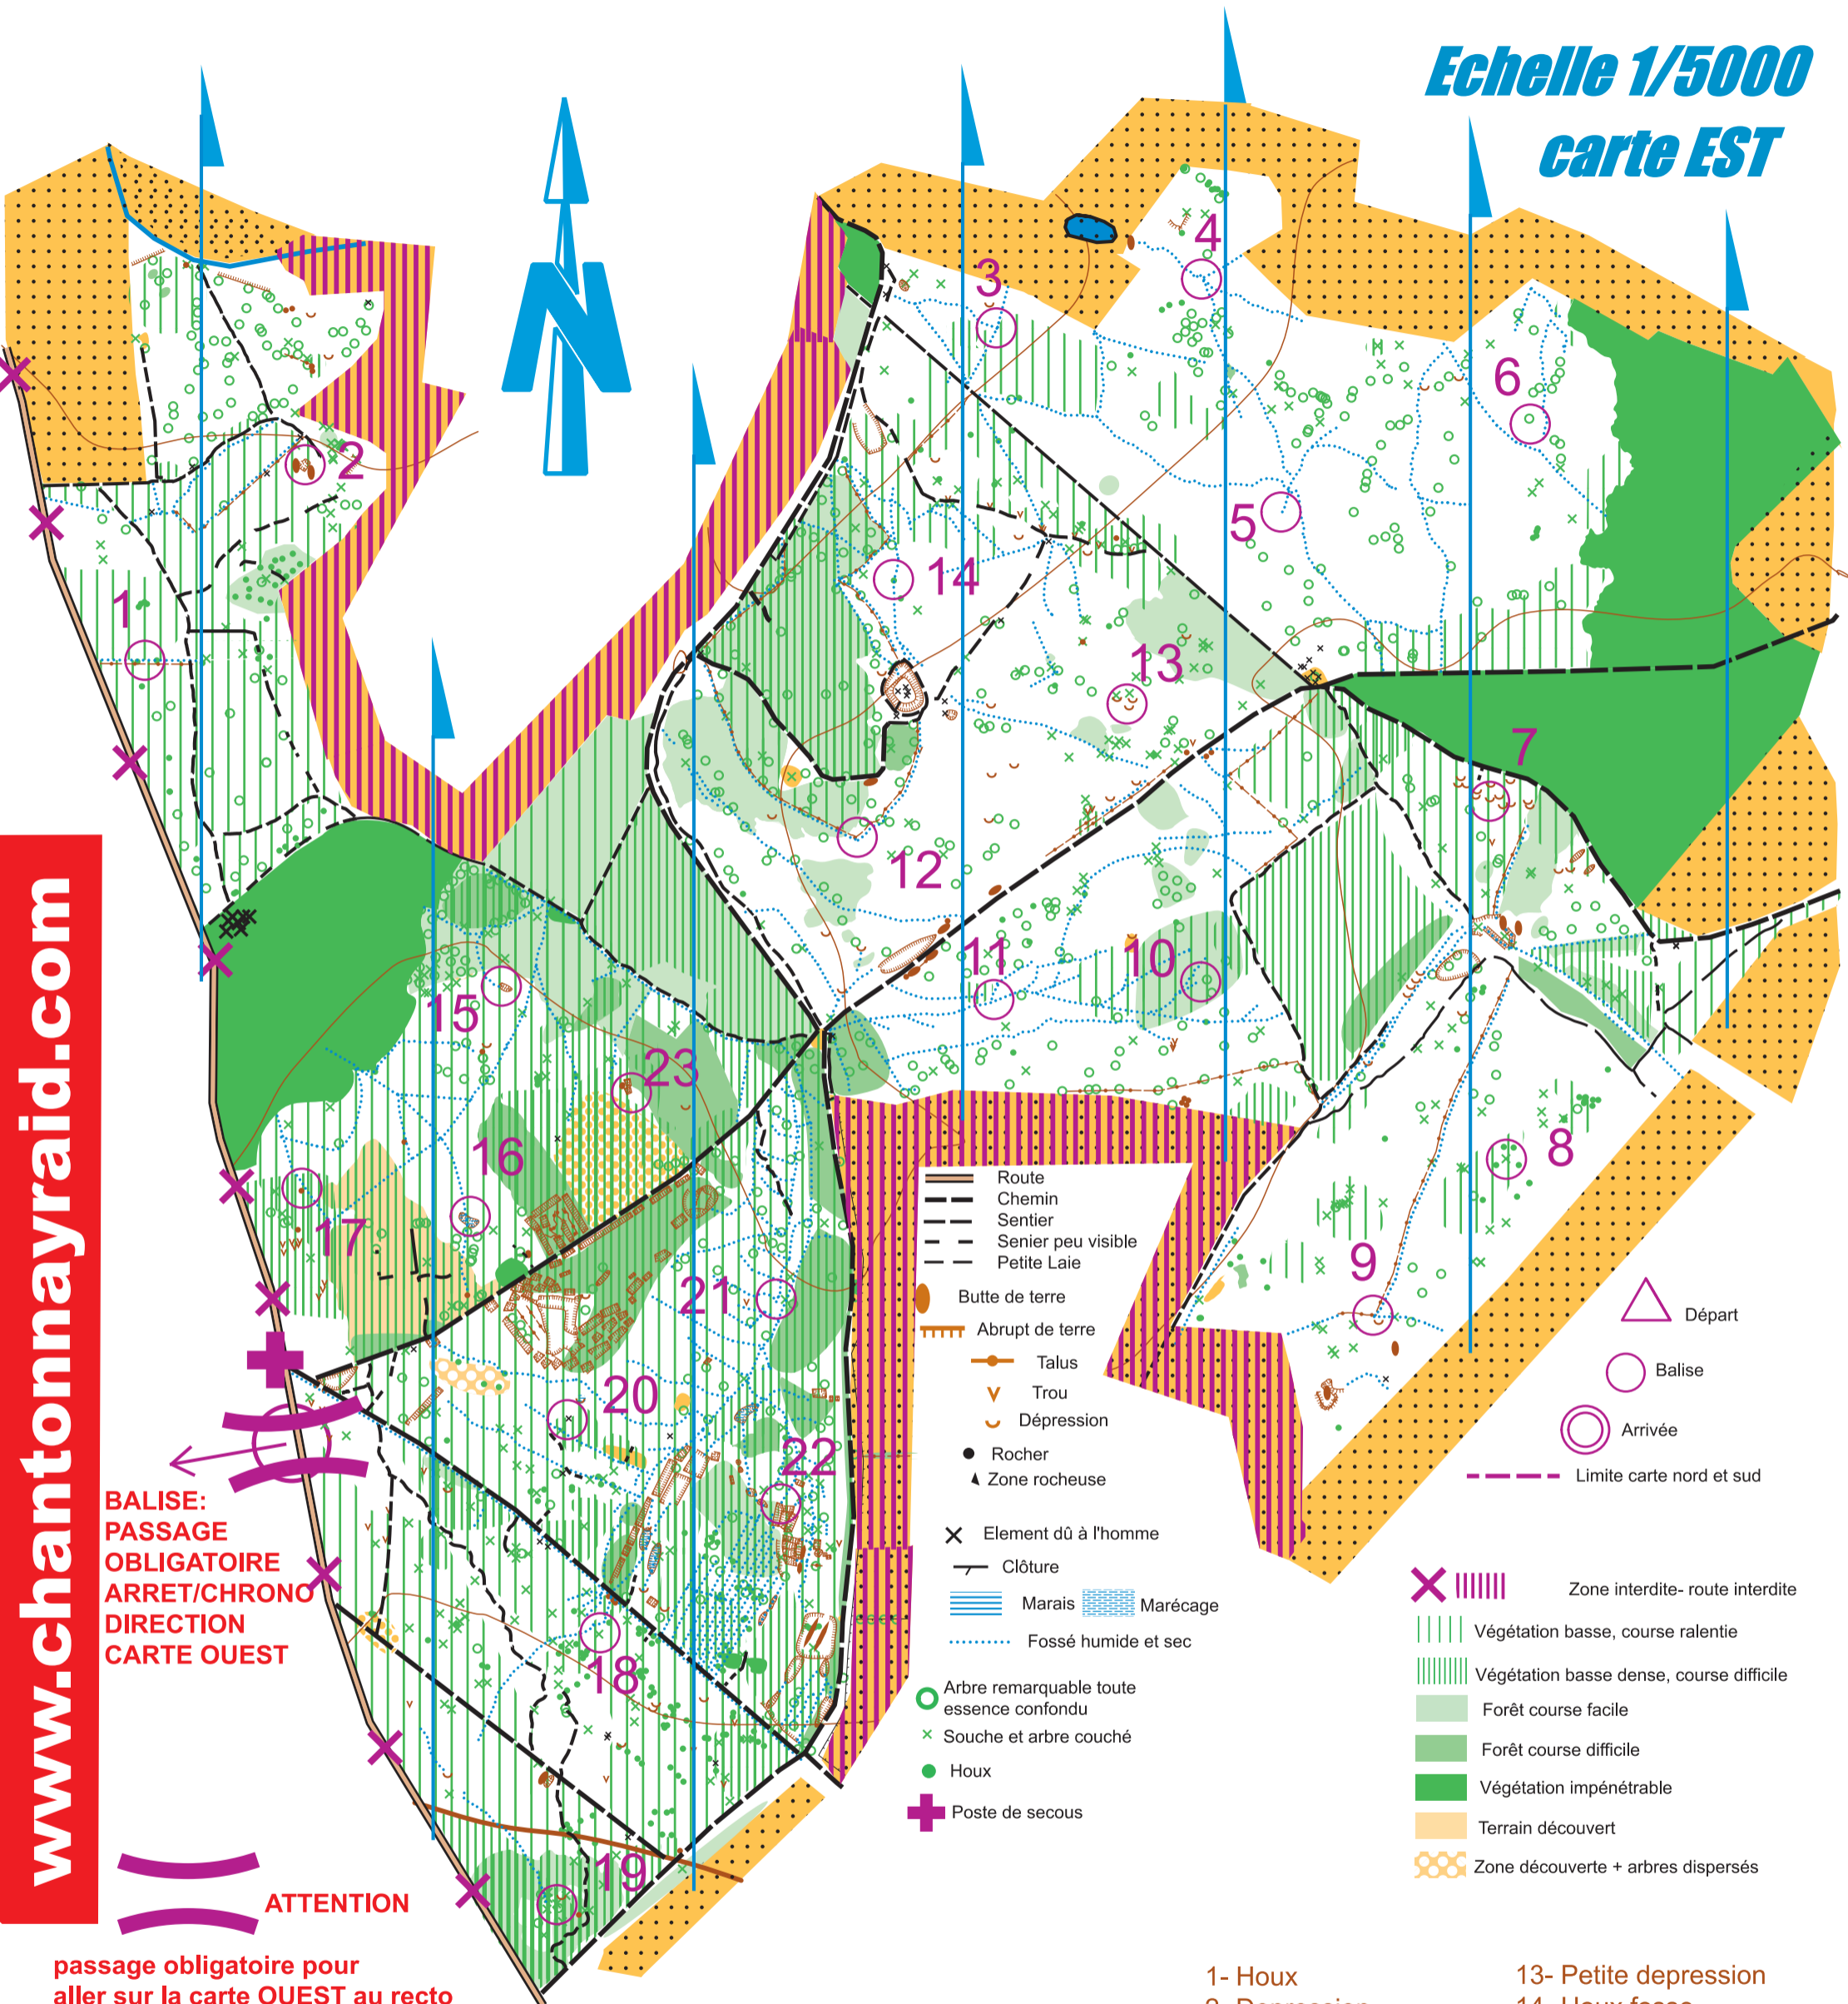 Echelle 1/5000
carte EST
4
3
6
2
5
14
1
13
7
12
11
10
15
23
16
8
17
9
21
20
22
18
19
www.chantonnayraid.com
BALISE:
PASSAGE
OBLIGATOIRE
ARRET/CHRONO
DIRECTION
CARTE OUEST
ATTENTION
passage obligatoire pour
aller sur la carte OUEST au recto
Route
Chemin
Sentier
Senier peu visible
Petite Laie
Butte de terre
Abrupt de terre
Talus
Trou
Dépression
Rocher
Zone rocheuse
Element dû à l'homme
Clôture
Marais
Marécage
Fossé humide et sec
Arbre remarquable toute
essence confondu
Souche et arbre couché
Houx
Poste de secous
Départ
Balise
Arrivée
Limite carte nord et sud
Zone interdite- route interdite
Végétation basse, course ralentie
Végétation basse dense, course difficile
Forêt course facile
Forêt course difficile
Végétation impénétrable
Terrain découvert
Zone découverte + arbres dispersés
1- Houx
13- Petite depression